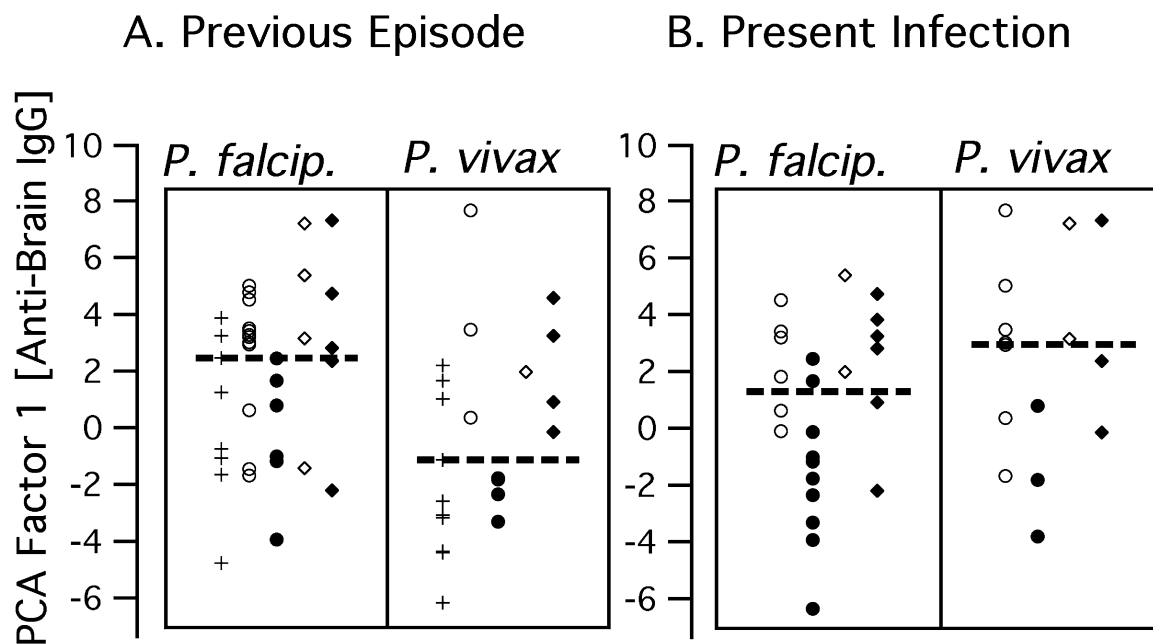 A. Previous Episode
B. Present Infection
PCA Factor 1 [Anti-Brain IgG]
10
8
6
4
2
0
-2
-4
-6
P. falcip.
P. vivax
10
8
6
4
2
0
-2
-4
-6
P. falcip.
P. vivax